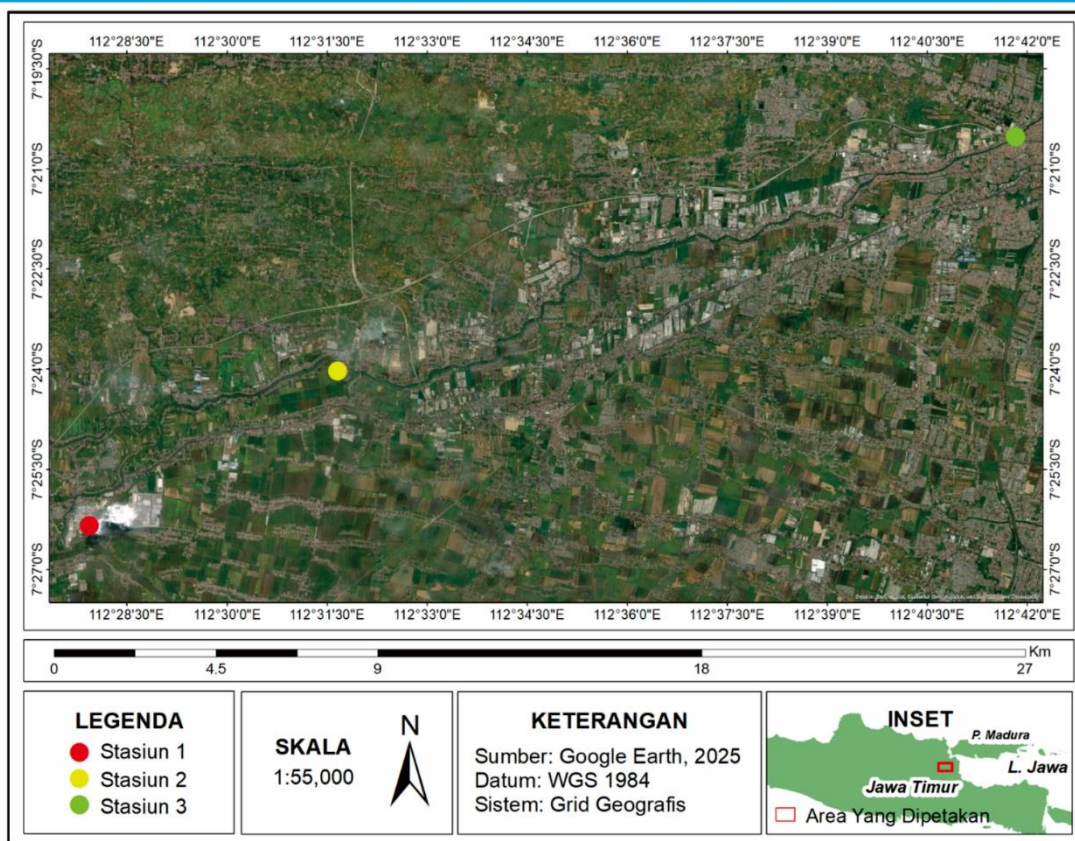 112°28'30"E 112°30'0"E 112°31'30"E 112°33'0"E 112°34'30"E 112°36'0"E 112°37'30"E 112°39'0"E 112°40'30"E 112°42'0"E
7°19'30"S
7°21'0"S 7°21'0"S
7°22'30"S 7°22'30"S
7°24'0"S 7°24'0"S
7°25'30"S 7°25'30"S
7°27'0"S 7°27'0"S
112°28'30"E 112°30'0"E 112°31'30"E 112°33'0"E 112°34'30"E 112°36'0"E 112°37'30"E 112°39'0"E 112°40'30"E 112°42'0"E
Km
0 4.5 9 18 27
LEGENDA
Stasiun 1
Stasiun 2
Stasiun 3
SKALA
1:55,000
N
KETERANGAN
Sumber: Google Earth, 2025
Datum: WGS 1984
Sistem: Grid Geografis
INSET
P. Madura
L. Jawa
Jawa Timur
Area Yang Dipetakan